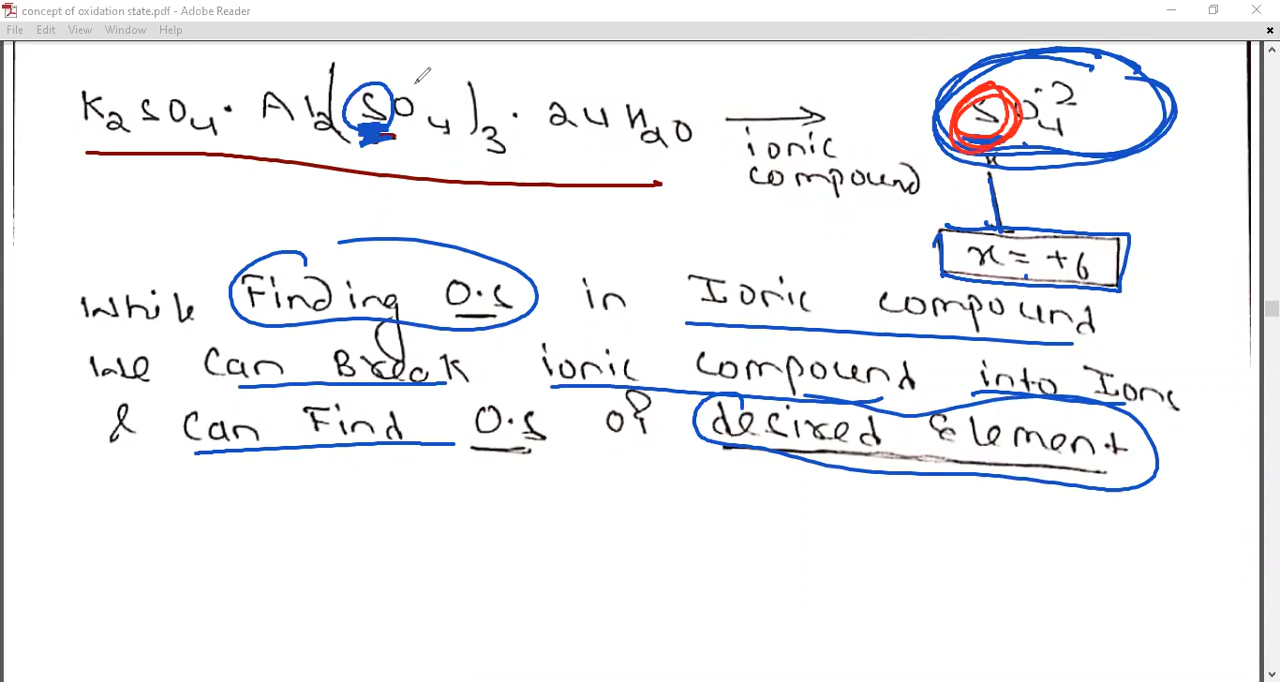 concept of oxidation state.pdf - Adobe Reader
File Edit View Window Help
K2SO4 · Al2(SO4)3 · 24H2O → ionic compound SO4-2
x
x = +6
While Finding O.S in Ionic compound
we can Break ionic compound into Ions
& can Find O.S of desired Element